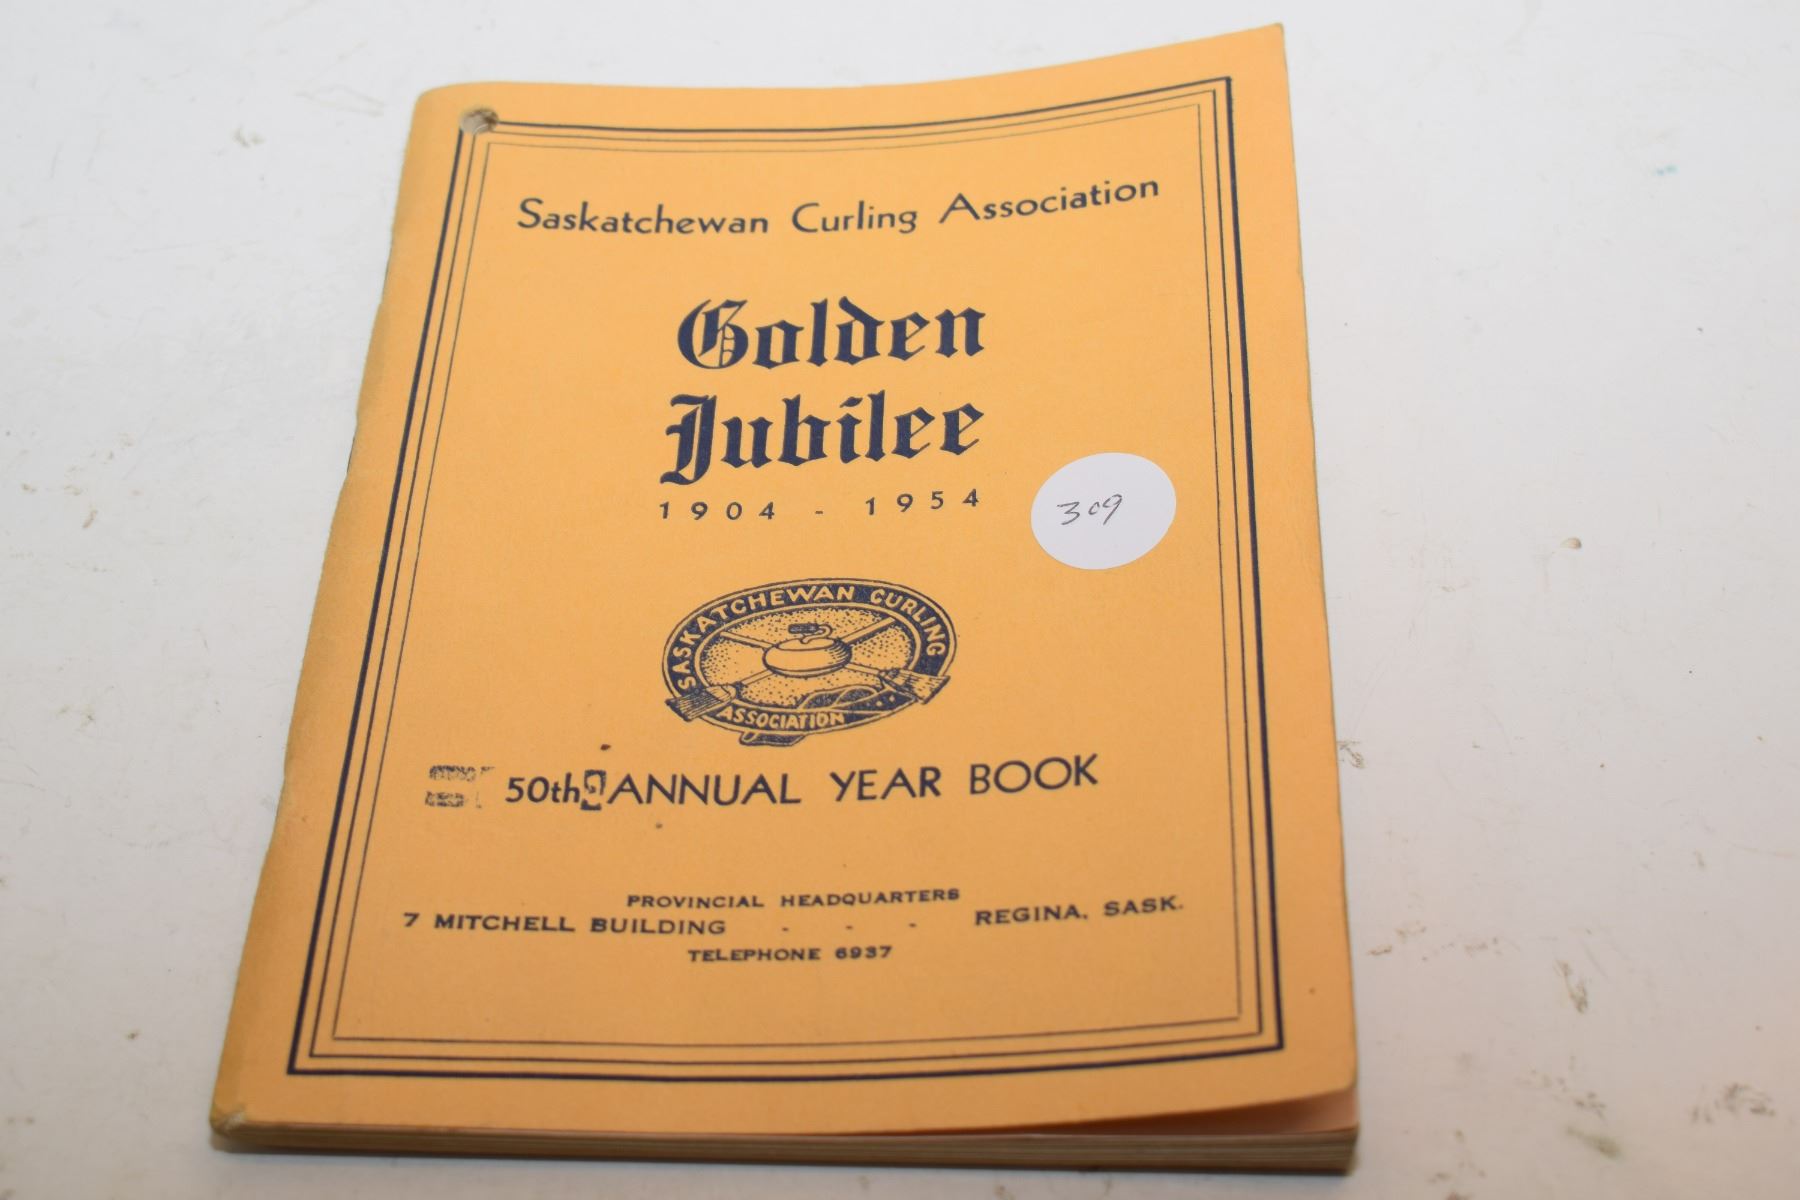 Saskatchewan Curling Association
Golden
Jubilee
1904 - 1954
309
SASKATCHEWAN CURLING
ASSOCIATION
50th ANNUAL YEAR BOOK
PROVINCIAL HEADQUARTERS
7 MITCHELL BUILDING - - - REGINA, SASK.
TELEPHONE 6937